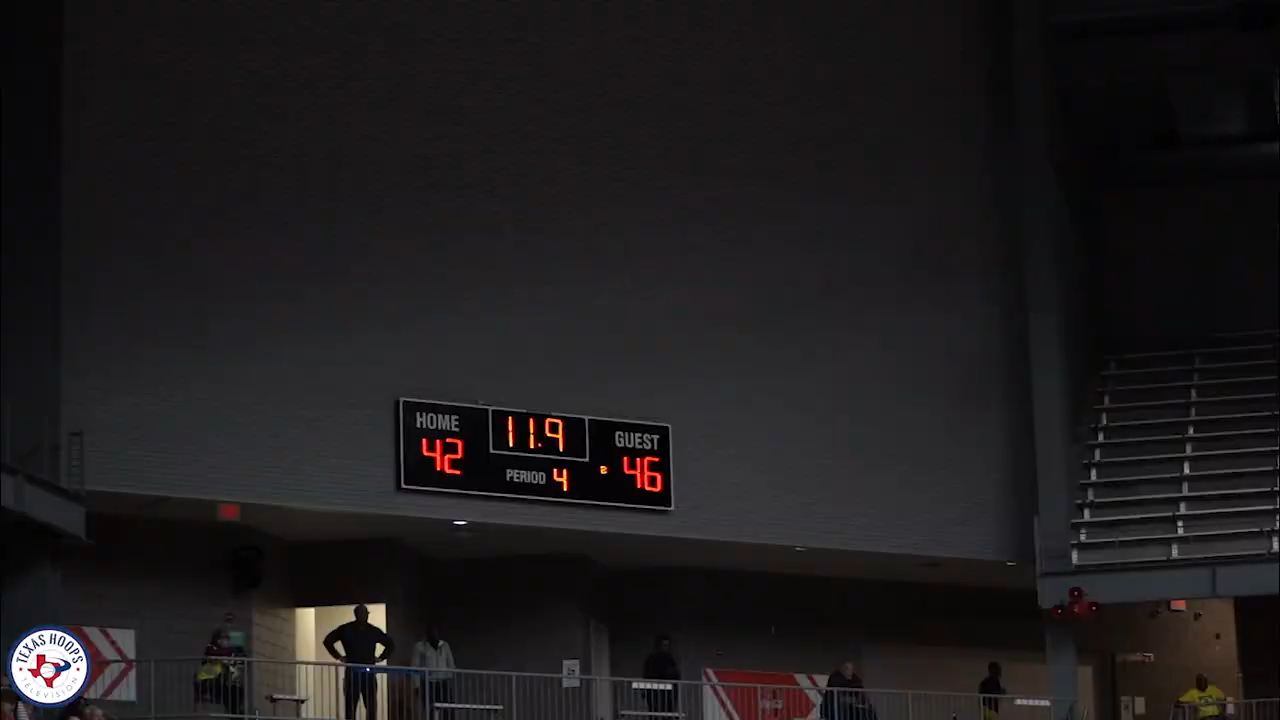 HOME
11.9
GUEST
42
PERIOD 4
46
TEXAS HOOPS
TELEVISION